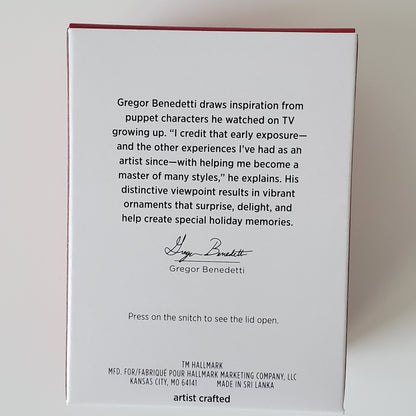 Gregor Benedetti draws inspiration from
puppet characters he watched on TV
growing up. “I credit that early exposure—
and the other experiences I’ve had as an
artist since—with helping me become a
master of many styles,” he explains. His
distinctive viewpoint results in vibrant
ornaments that surprise, delight, and
help create special holiday memories.
Gregor Benedetti
Gregor Benedetti
Press on the snitch to see the lid open.
TM HALLMARK
MFD. FOR/FABRIQUÉ POUR HALLMARK MARKETING COMPANY, LLC
KANSAS CITY, MO 64141 MADE IN SRI LANKA
artist crafted